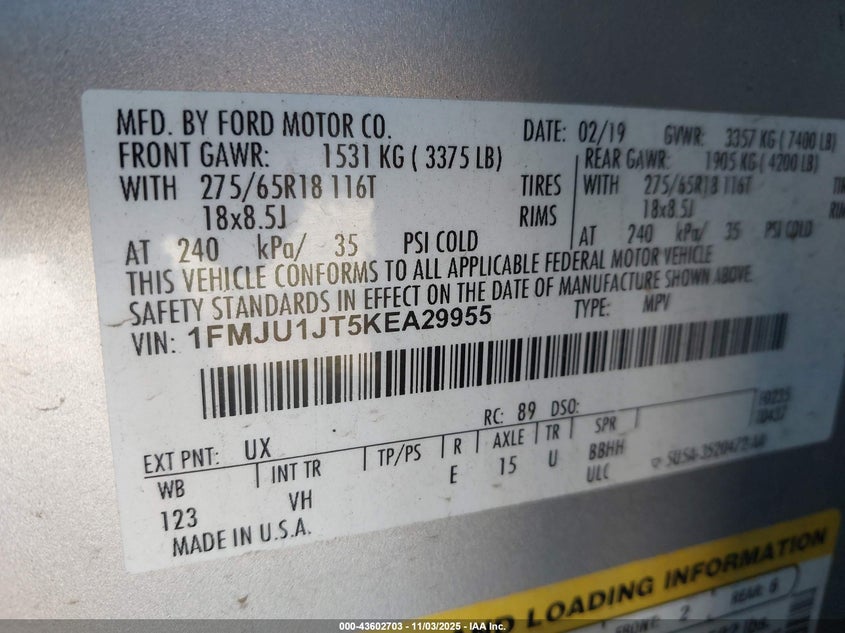 MFD. BY FORD MOTOR CO. DATE: 02/19 GVWR: 3357 KG ( 7400 LB)
FRONT GAWR: 1531 KG ( 3375 LB) REAR GAWR: 1905 KG ( 4200 LB)
WITH 275/65R18 116T TIRES WITH 275/65R18 116T
18x8.5J RIMS 18x8.5J
AT 240 kPa/ 35 PSI COLD AT 240 kPa/ 35 PSI COLD
THIS VEHICLE CONFORMS TO ALL APPLICABLE FEDERAL MOTOR VEHICLE
SAFETY STANDARDS IN EFFECT ON THE DATE OF MANUFACTURE SHOWN ABOVE.
VIN: 1FMJU1JT5KEA29955 TYPE: MPV
EXT PNT: UX RC: 89 DSO:
WB INT TR TP/PS R AXLE TR SPR
123 VH E 15 U BBHH
ULC
MADE IN U.S.A.
LOADING INFORMATION
FRONT: 2 REAR: 6
000-43602703 - 11/03/2025 - IAA Inc.